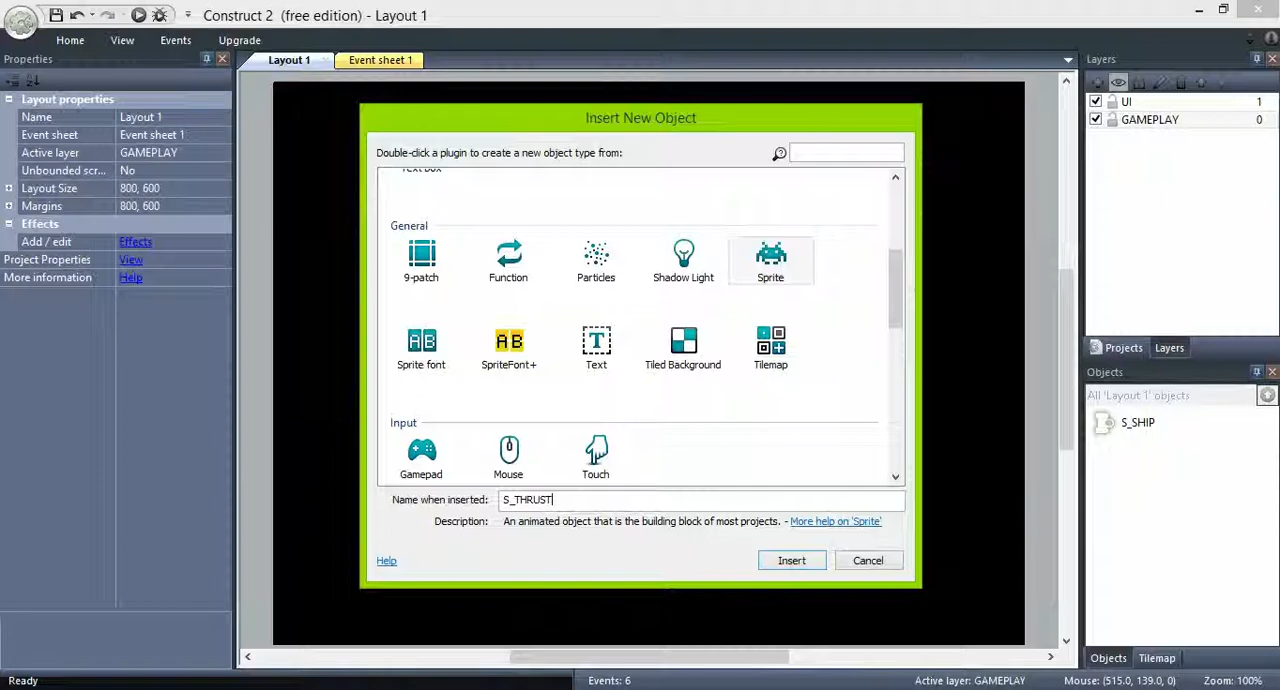 Construct 2 (free edition) - Layout 1
Home View Events Upgrade
Properties
Layout properties
Name Layout 1
Event sheet Event sheet 1
Active layer GAMEPLAY
Unbounded scr... No
Layout Size 800, 600
Margins 800, 600
Effects
Add / edit Effects
Project Properties View
More information Help
Layout 1 Event sheet 1
Insert New Object
Double-click a plugin to create a new object type from:
Text box
General
9-patch Function Particles Shadow Light Sprite
Sprite font SpriteFont+ Text Tiled Background Tilemap
Input
Gamepad Mouse Touch
Name when inserted: S_THRUST
Description: An animated object that is the building block of most projects. - More help on 'Sprite'
Help Insert Cancel
Layers
UI 1
GAMEPLAY 0
Projects Layers
Objects
All 'Layout 1' objects
S_SHIP
Objects Tilemap
Ready Events: 6 Active layer: GAMEPLAY Mouse: (515.0, 139.0, 0) Zoom: 100%